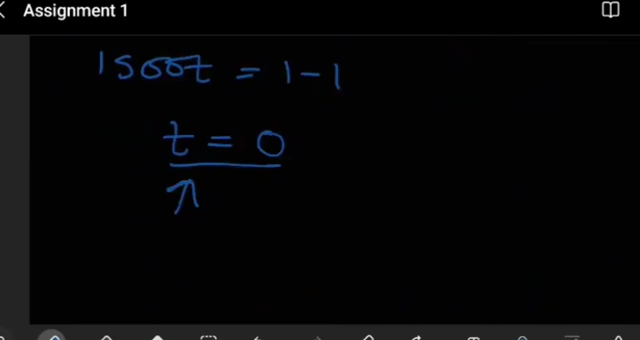 Assignment 1
1500t = 1 - 1
t = 0